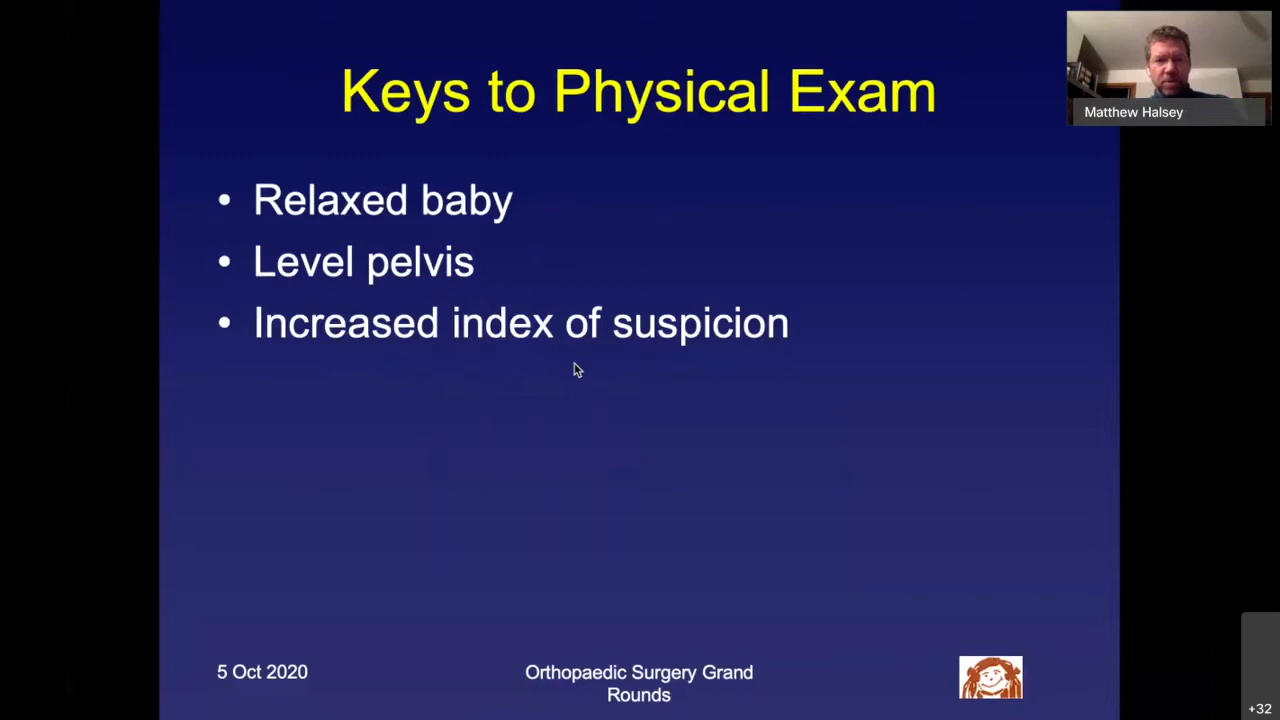 Keys to Physical Exam
Matthew Halsey
• Relaxed baby
• Level pelvis
• Increased index of suspicion
5 Oct 2020
Orthopaedic Surgery Grand
Rounds
+32